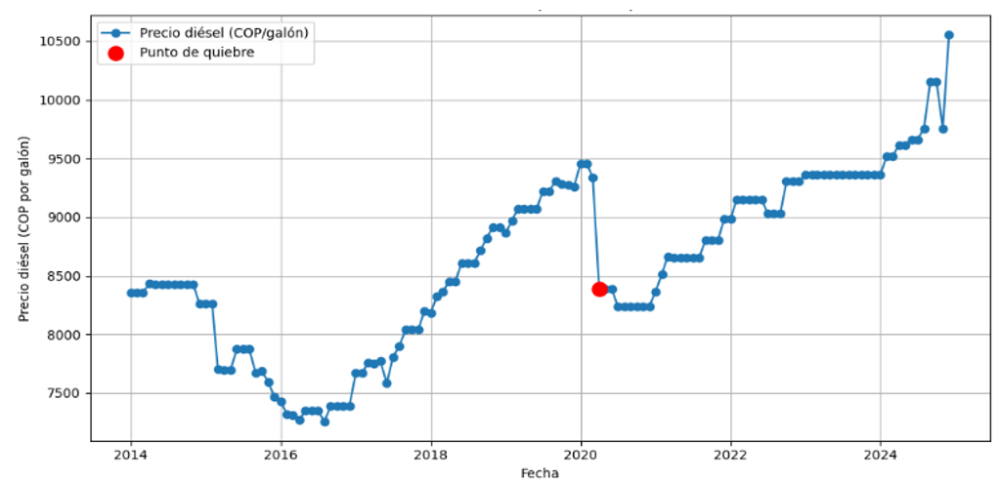 Precio diésel (COP/galón)
Punto de quiebre
10500
10000
9500
9000
8500
8000
7500
Precio diésel (COP por galón)
2014 2016 2018 2020 2022 2024
Fecha